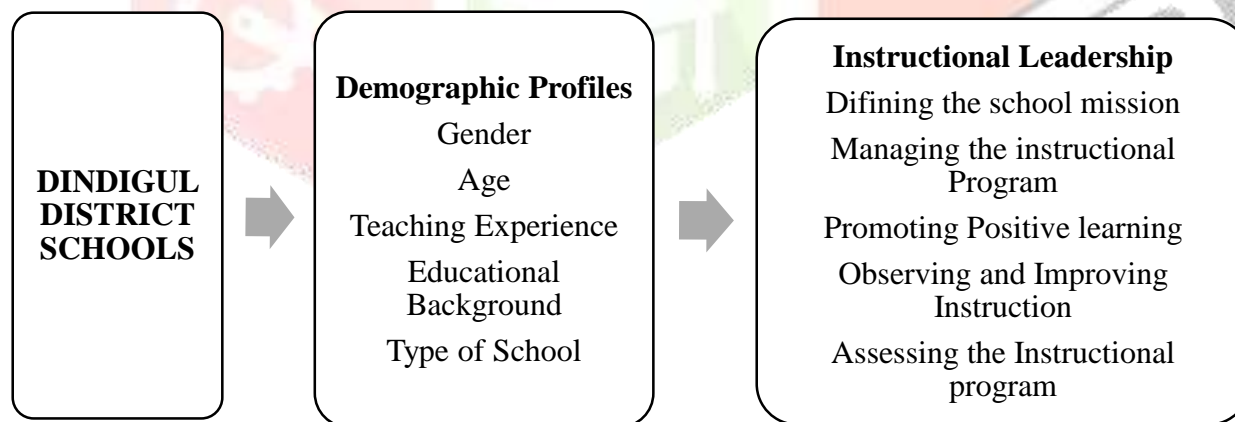 DINDIGUL
DISTRICT
SCHOOLS
Demographic Profiles
Gender
Age
Teaching Experience
Educational
Background
Type of School
Instructional Leadership
Difining the school mission
Managing the instructional
Program
Promoting Positive learning
Observing and Improving
Instruction
Assessing the Instructional
program